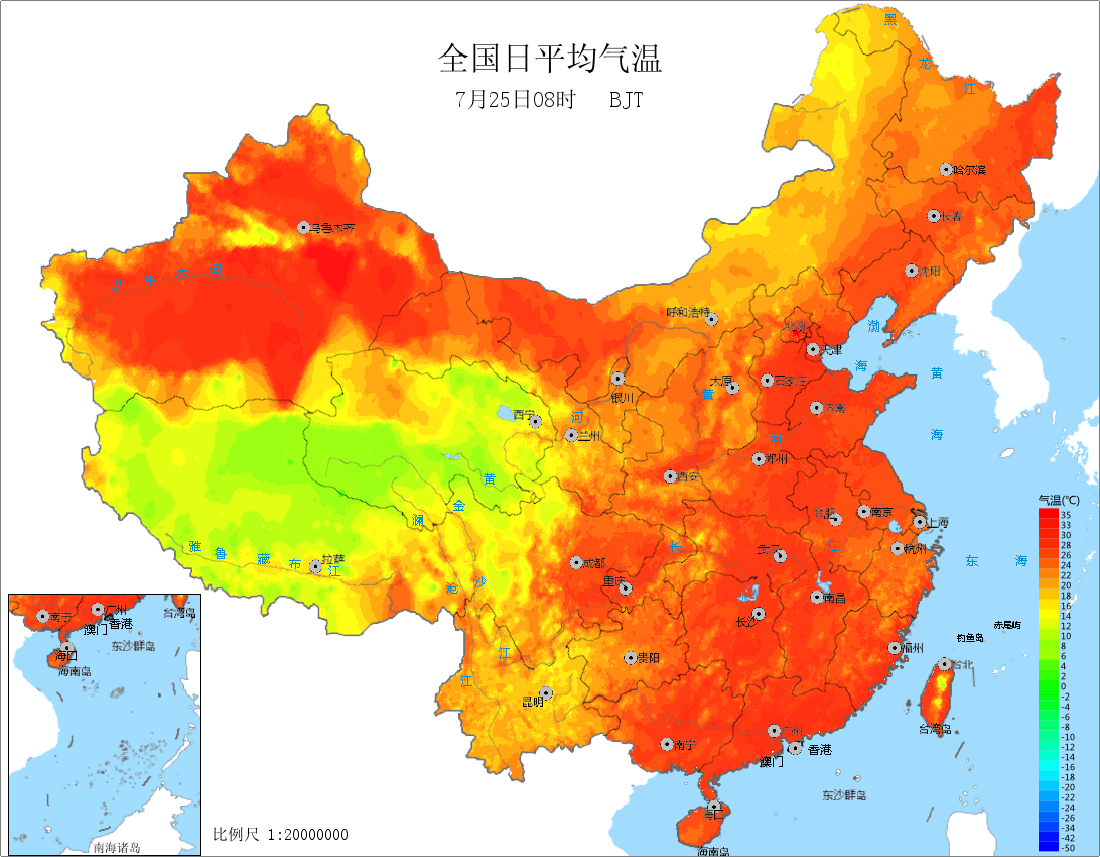 全国日平均气温
7月25日08时 BJT
黑
龙
江
哈尔滨
长春
乌鲁木齐
沈阳
塔里木河
呼和浩特
北京
渤
天津
海
黄
太原
石家庄
银川
黄
济南
西宁
河
兰州
海
河
郑州
西安
黄
金
澜
气温(℃)
合肥
南京
上海
雅鲁藏布江
拉萨
长
武汉
江
杭州
东海
成都
沧
沙
重庆
南昌
长沙
赤尾屿
钓鱼岛
南宁
广州
台湾岛
澳门
香港
东沙群岛
海口
海南岛
江
贵阳
福州
台北
江
昆明
台湾岛
广州
南宁
香港
澳门
东沙群岛
海口
海南岛
35
33
30
28
26
24
22
20
18
16
14
12
10
8
6
4
2
0
-2
-4
-6
-8
-10
-12
-14
-16
-18
-20
-22
-24
-26
-34
-42
-50
比例尺 1:20000000
南海诸岛